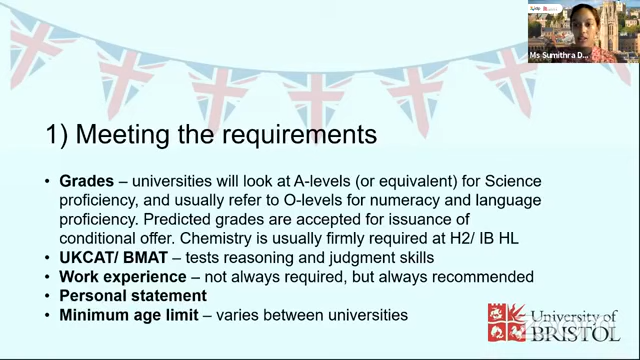 Ms Sumithra D...
1) Meeting the requirements
• Grades – universities will look at A-levels (or equivalent) for Science
proficiency, and usually refer to O-levels for numeracy and language
proficiency. Predicted grades are accepted for issuance of
conditional offer. Chemistry is usually firmly required at H2/ IB HL
• UKCAT/ BMAT – tests reasoning and judgment skills
• Work experience – not always required, but always recommended
• Personal statement
• Minimum age limit – varies between universities
University of
BRISTOL